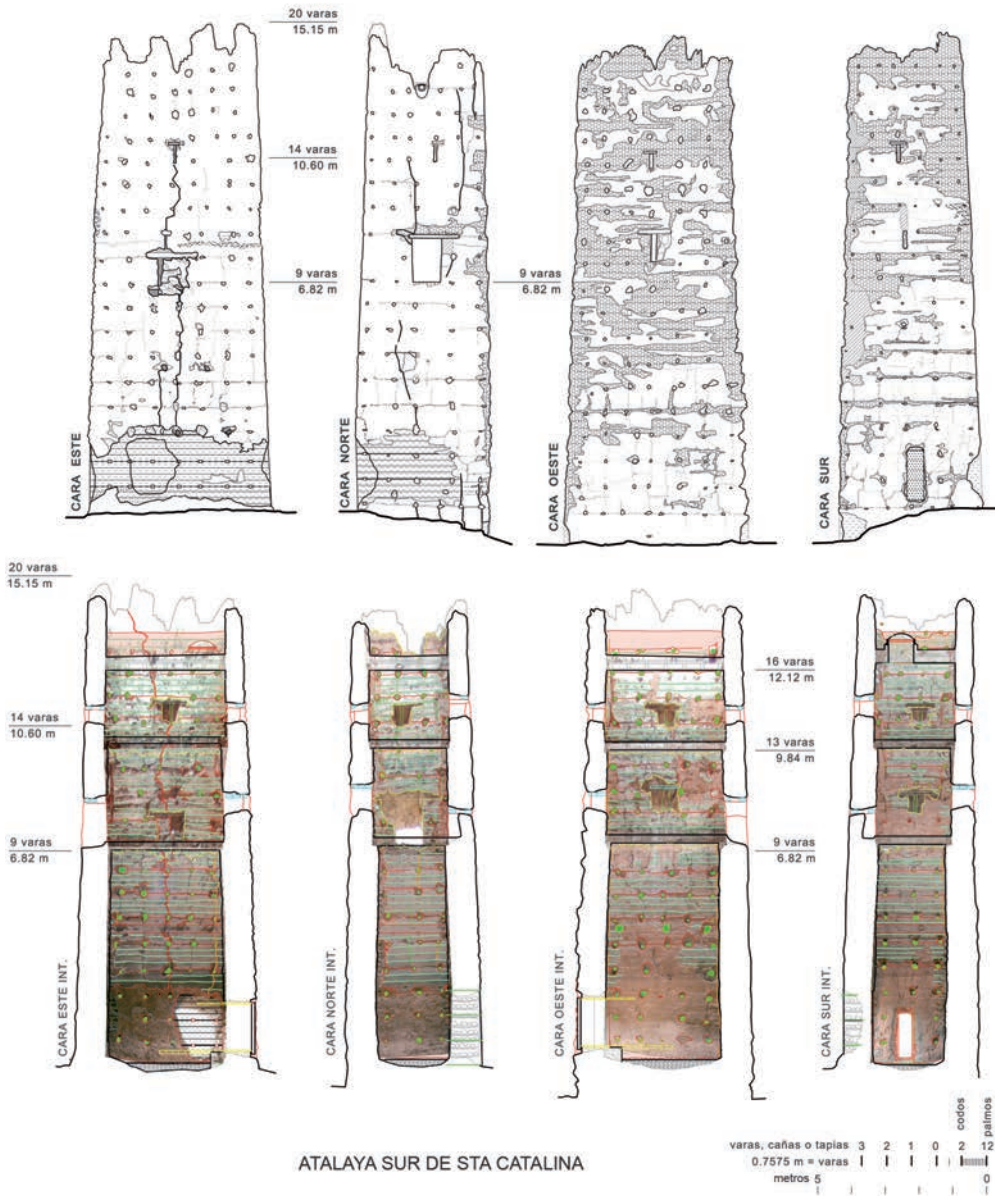 20 varas
15.15 m
14 varas
10.60 m
9 varas
6.82 m
9 varas
6.82 m
CARA ESTE
CARA NORTE
CARA OESTE
CARA SUR
20 varas
15.15 m
14 varas
10.60 m
9 varas
6.82 m
16 varas
12.12 m
13 varas
9.84 m
9 varas
6.82 m
CARA ESTE INT.
CARA NORTE INT.
CARA OESTE INT.
CARA SUR INT.
ATALAYA SUR DE STA CATALINA
codos
palmos
varas, cañas o tapias 3 2 1 0 2 12
0.7575 m = varas
metros 5 0